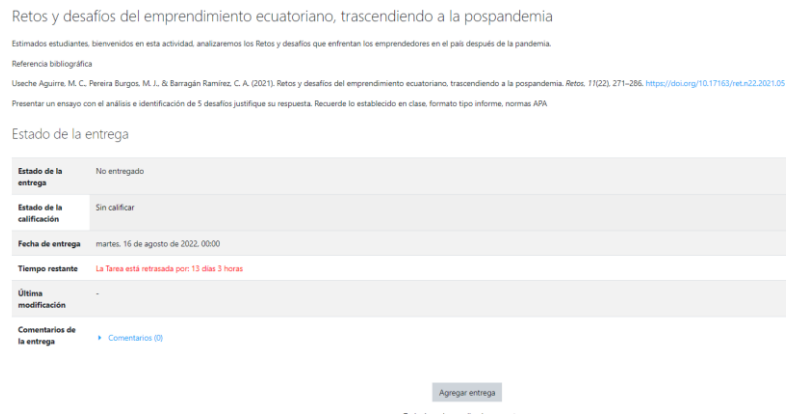 Retos y desafíos del emprendimiento ecuatoriano, trascendiendo a la pospandemia
Estimados estudiantes, bienvenidos en esta actividad, analizaremos los Retos y desafíos que enfrentan los emprendedores en el país después de la pandemia.
Referencia bibliográfica
Useche Aguirre, M. C., Pereira Burgos, M. J., & Barragán Ramírez, C. A. (2021). Retos y desafíos del emprendimiento ecuatoriano, trascendiendo a la pospandemia. Retos, 11(22), 271–286. https://doi.org/10.17163/ret.n22.2021.05
Presentar un ensayo con el análisis e identificación de 5 desafíos justifique su respuesta. Recuerde lo establecido en clase, formato tipo informe, normas APA
Estado de la entrega
Estado de la entrega No entregado
Estado de la calificación Sin calificar
Fecha de entrega martes, 16 de agosto de 2022, 00:00
Tiempo restante La Tarea está retrasada por: 13 días 3 horas
Última modificación -
Comentarios de la entrega Comentarios (0)
Agregar entrega